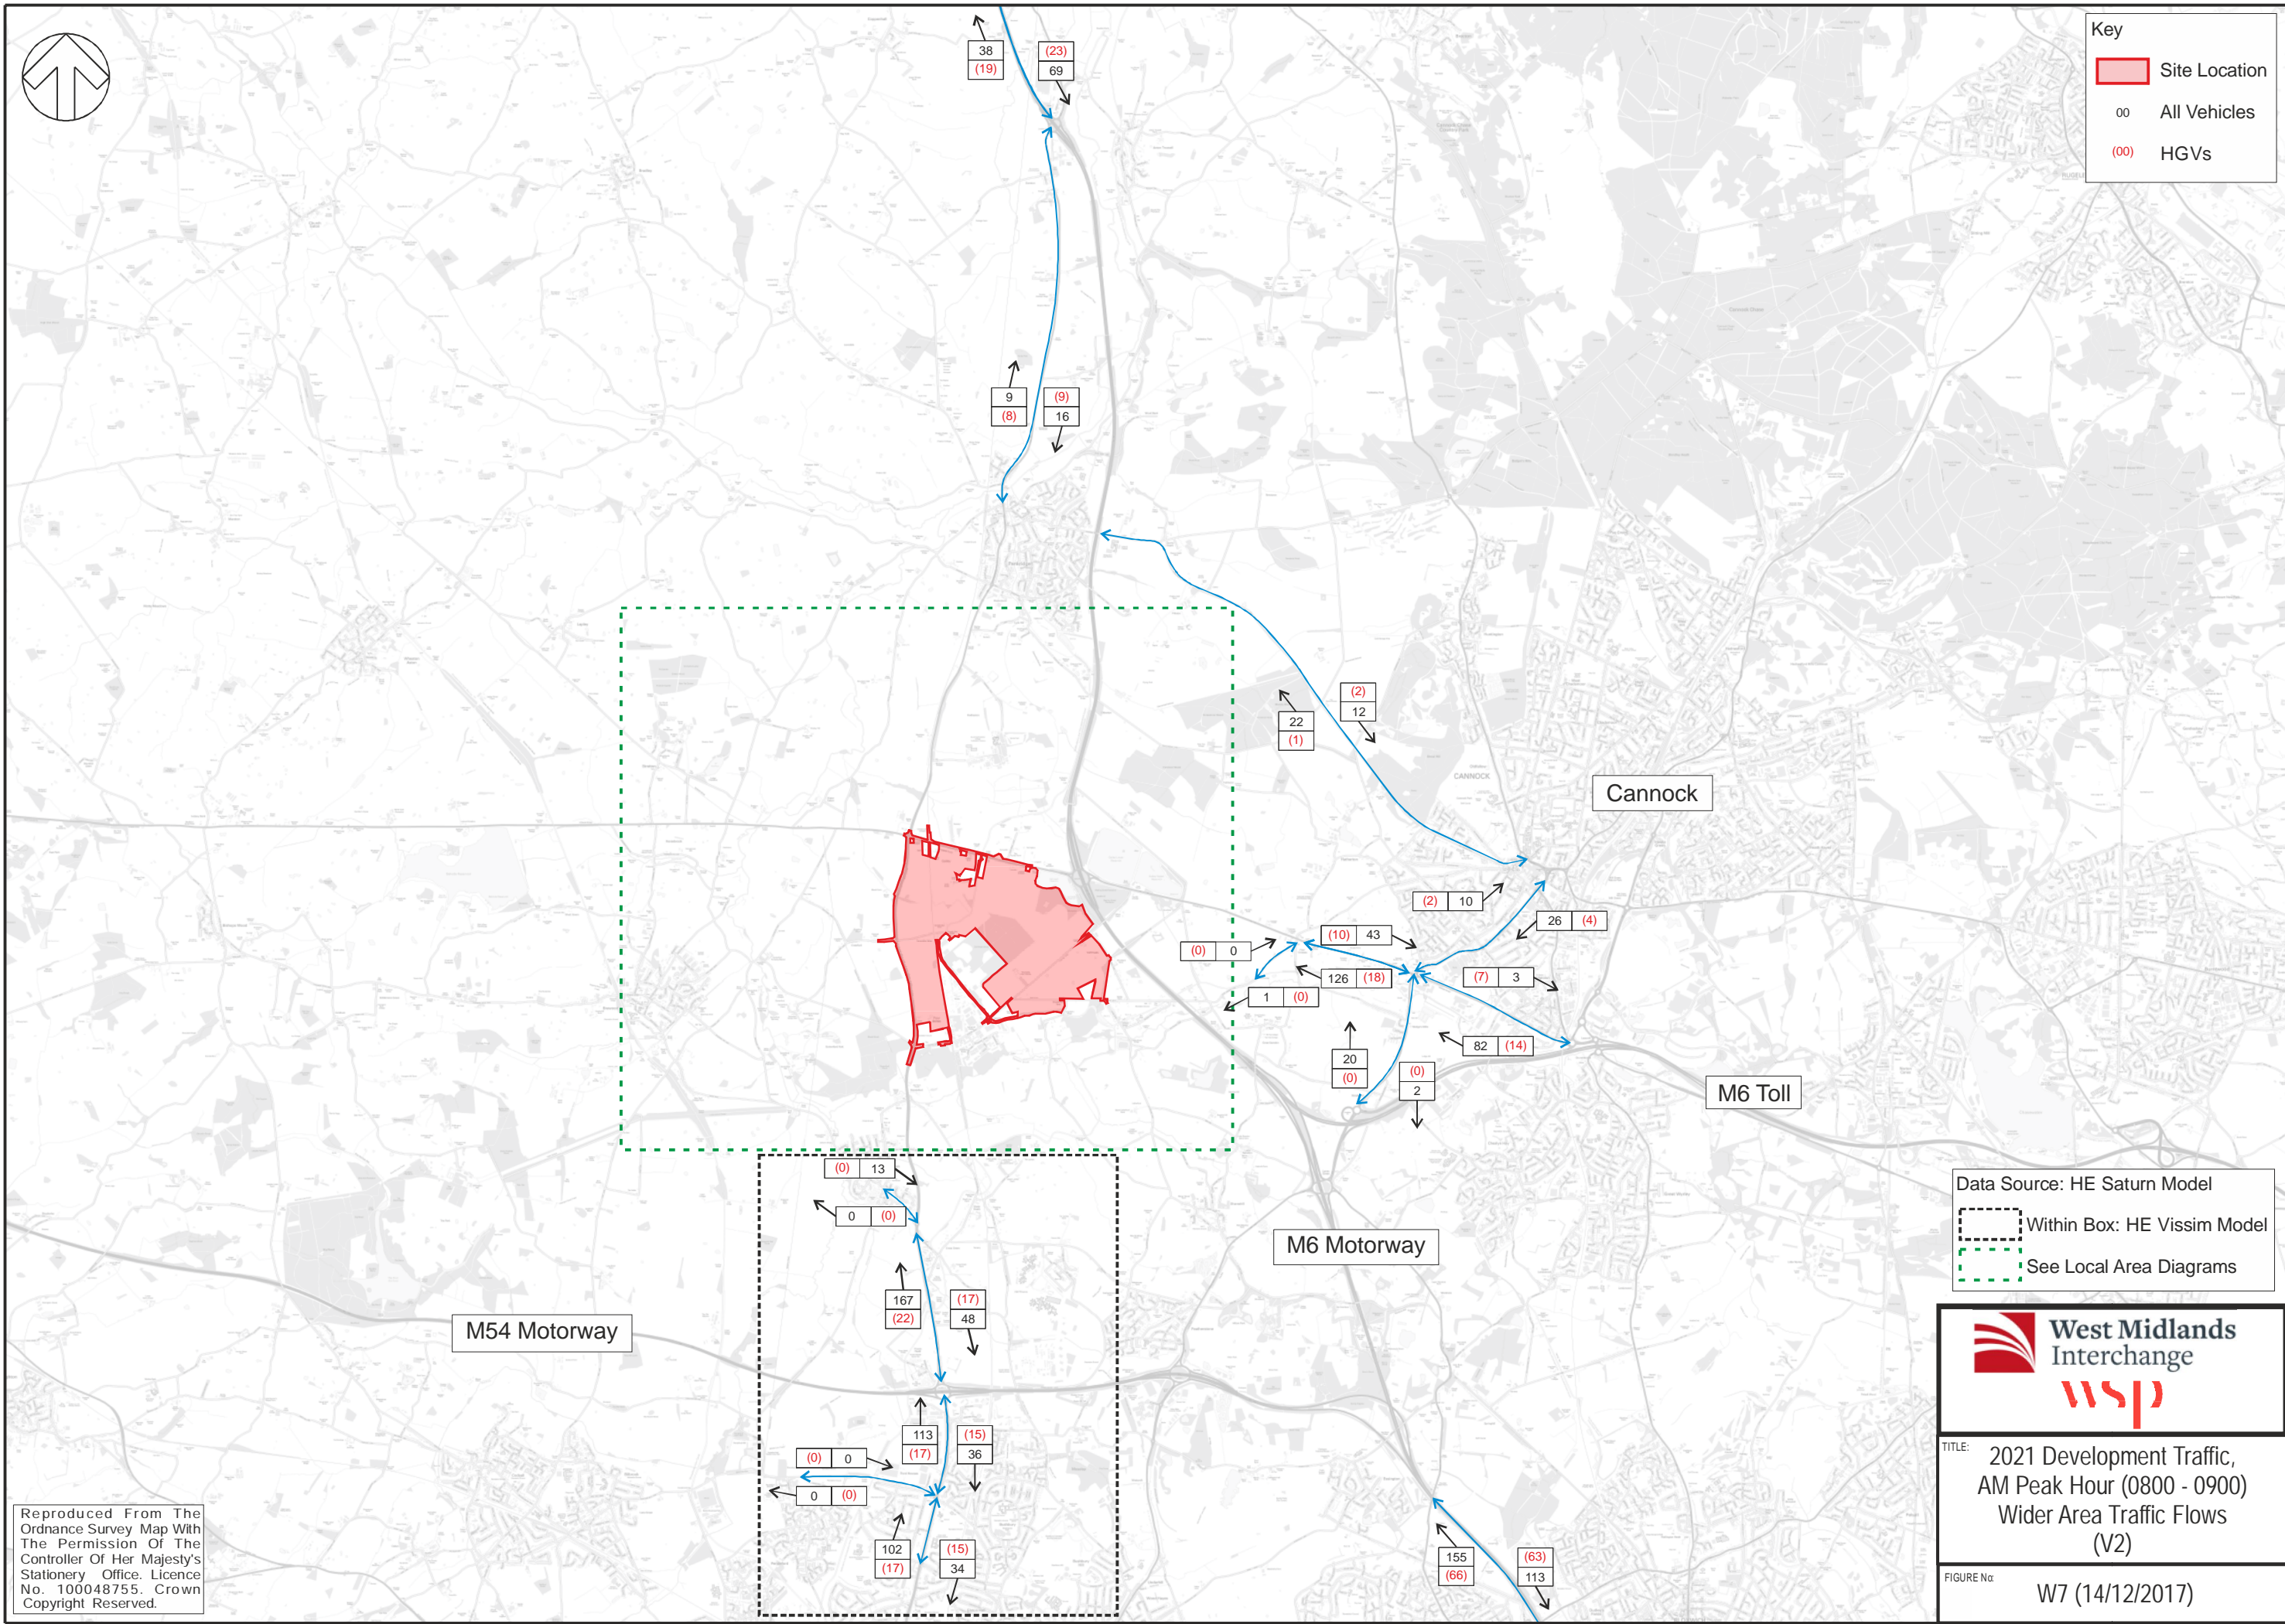 38
(19)
(23)
69
Key
Site Location
00 All Vehicles
(00) HGVs
9
(8)
(9)
16
(2)
12
22
(1)
CANNOCK
Cannock
(2) 10
26 (4)
(10) 43
(0) 0
126 (18)
(7) 3
1 (0)
82 (14)
20
(0)
(0)
2
M6 Toll
(0) 13
0 (0)
M6 Motorway
167
(22)
(17)
48
M54 Motorway
113
(17)
(15)
36
(0) 0
0 (0)
102
(17)
(15)
34
155
(66)
(63)
113
Data Source: HE Saturn Model
Within Box: HE Vissim Model
See Local Area Diagrams
West Midlands
Interchange
wsp
TITLE: 2021 Development Traffic,
AM Peak Hour (0800 - 0900)
Wider Area Traffic Flows
(V2)
FIGURE No: W7 (14/12/2017)
Reproduced From The
Ordnance Survey Map With
The Permission Of The
Controller Of Her Majesty's
Stationery Office. Licence
No. 100048755. Crown
Copyright Reserved.